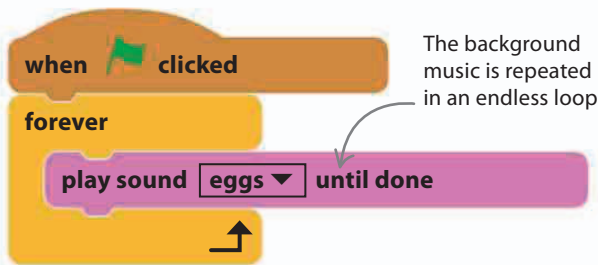 when clicked
The background
music is repeated
in an endless loop
forever
play sound eggs until done